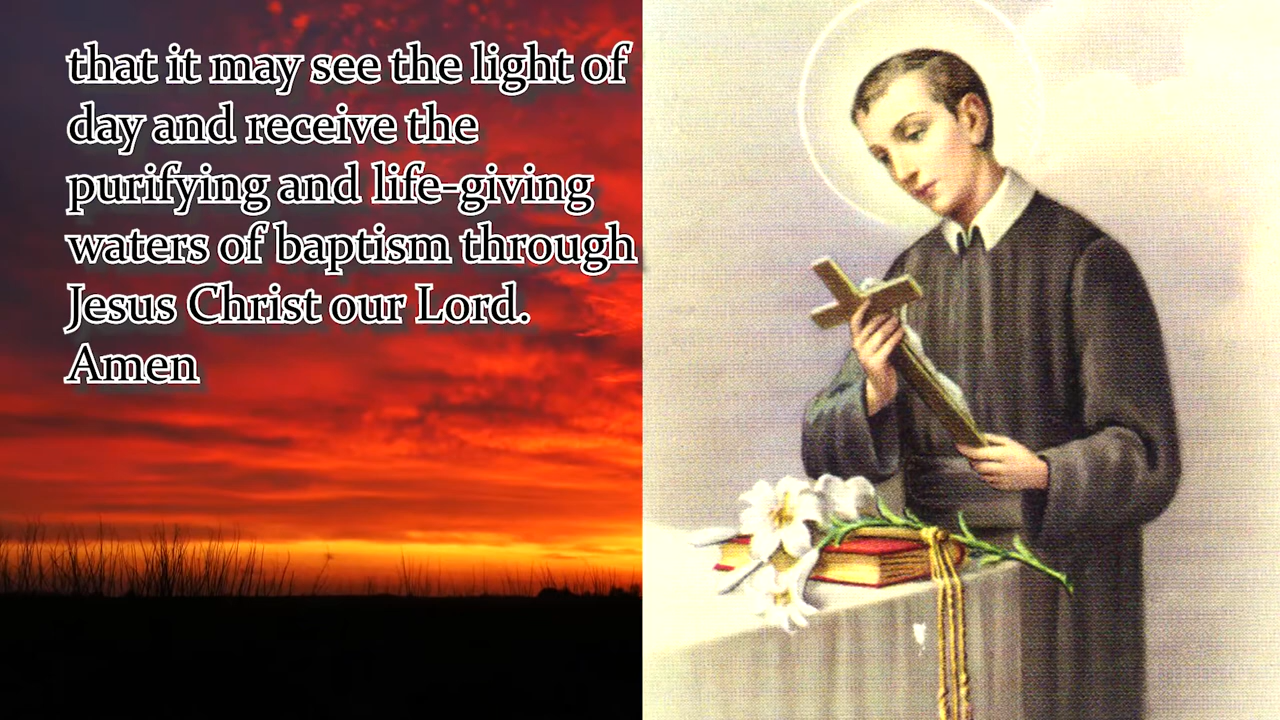 that it may see the light of
day and receive the
purifying and life-giving
waters of baptism through
Jesus Christ our Lord.
Amen